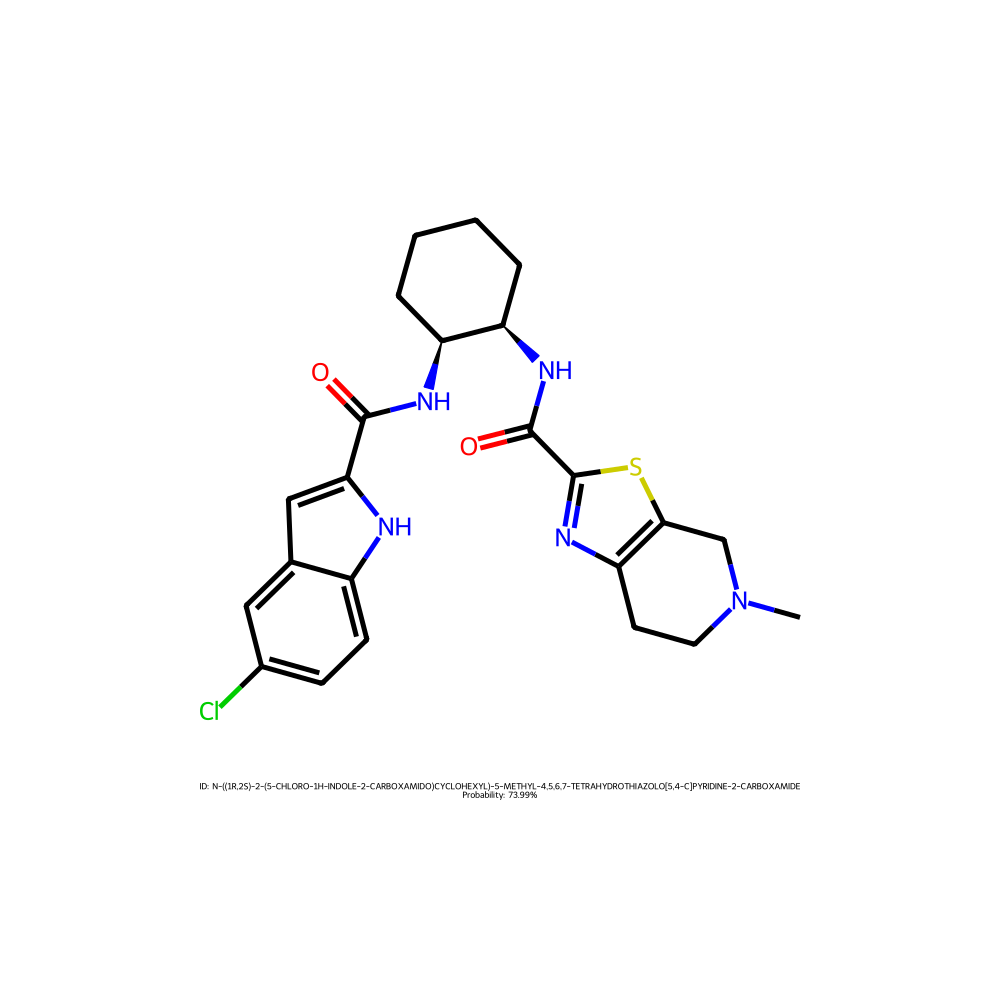 O
NH
NH
O
S
NH
N
N
Cl
ID: N-((1R,2S)-2-(5-CHLORO-1H-INDOLE-2-CARBOXAMIDO)CYCLOHEXYL)-5-METHYL-4,5,6,7-TETRAHYDROTHIAZOLO[5,4-C]PYRIDINE-2-CARBOXAMIDE
Probability: 73.99%